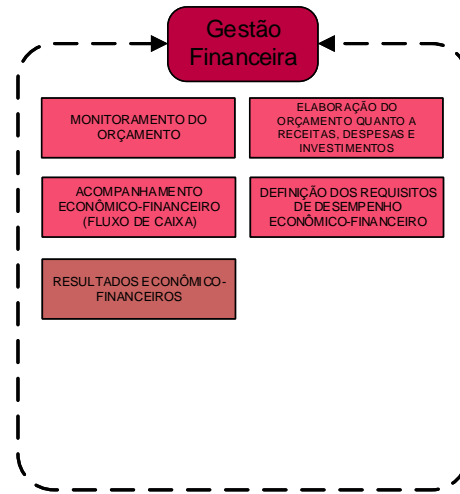 Gestão
Financeira
MONITORAMENTO DO
ORÇAMENTO
ELABORAÇÃO DO
ORÇAMENTO QUANTO A
RECEITAS, DESPESAS E
INVESTIMENTOS
ACOMPANHAMENTO
ECONÔMICO-FINANCEIRO
(FLUXO DE CAIXA)
DEFINIÇÃO DOS REQUISITOS
DE DESEMPENHO
ECONÔMICO-FINANCEIRO
RESULTADOS ECONÔMICO-
FINANCEIROS